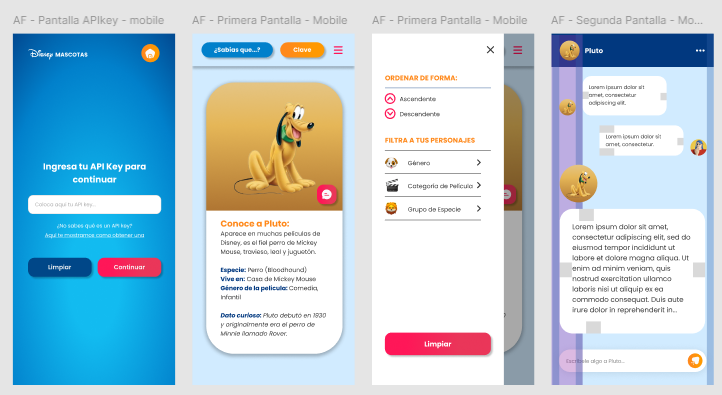 AF - Pantalla APIkey - mobile
Disney MASCOTAS
Ingresa tu API Key para
continuar
Coloca aquí tu API key...
¿No sabes qué es un API key?
Aquí te mostramos como obtener una
Limpiar
Continuar
AF - Primera Pantalla - Mobile
¿Sabías que...?
Clave
Conoce a Pluto:
Aparece en muchas películas de
Disney, es el fiel perro de Mickey
Mouse, travieso, leal y juguetón.
Especie: Perro (Bloodhound)
Vive en: Casa de Mickey Mouse
Género de la película: Comedia,
Infantil
Dato curioso: Pluto debutó en 1930
y originalmente era el perro de
Minnie llamado Rover.
AF - Primera Pantalla - Mobile
ORDENAR DE FORMA:
Ascendente
Descendente
FILTRA A TUS PERSONAJES
Género
Categoría de Película
Grupo de Especie
Limpiar
AF - Segunda Pantalla - Mo...
Pluto
Lorem ipsum dolor sit
amet, consectetur
adipiscing elit.
Lorem ipsum dolor sit
amet, consectetur.
Lorem ipsum dolor sit amet,
consectetur adipiscing elit, sed do
eiusmod tempor incididunt ut
labore et dolore magna aliqua. Ut
enim ad minim veniam, quis
nostrud exercitation ullamco
laboris nisi ut aliquip ex ea
commodo consequat. Duis aute
irure dolor in reprehenderit in...
Escríbele algo a Pluto...